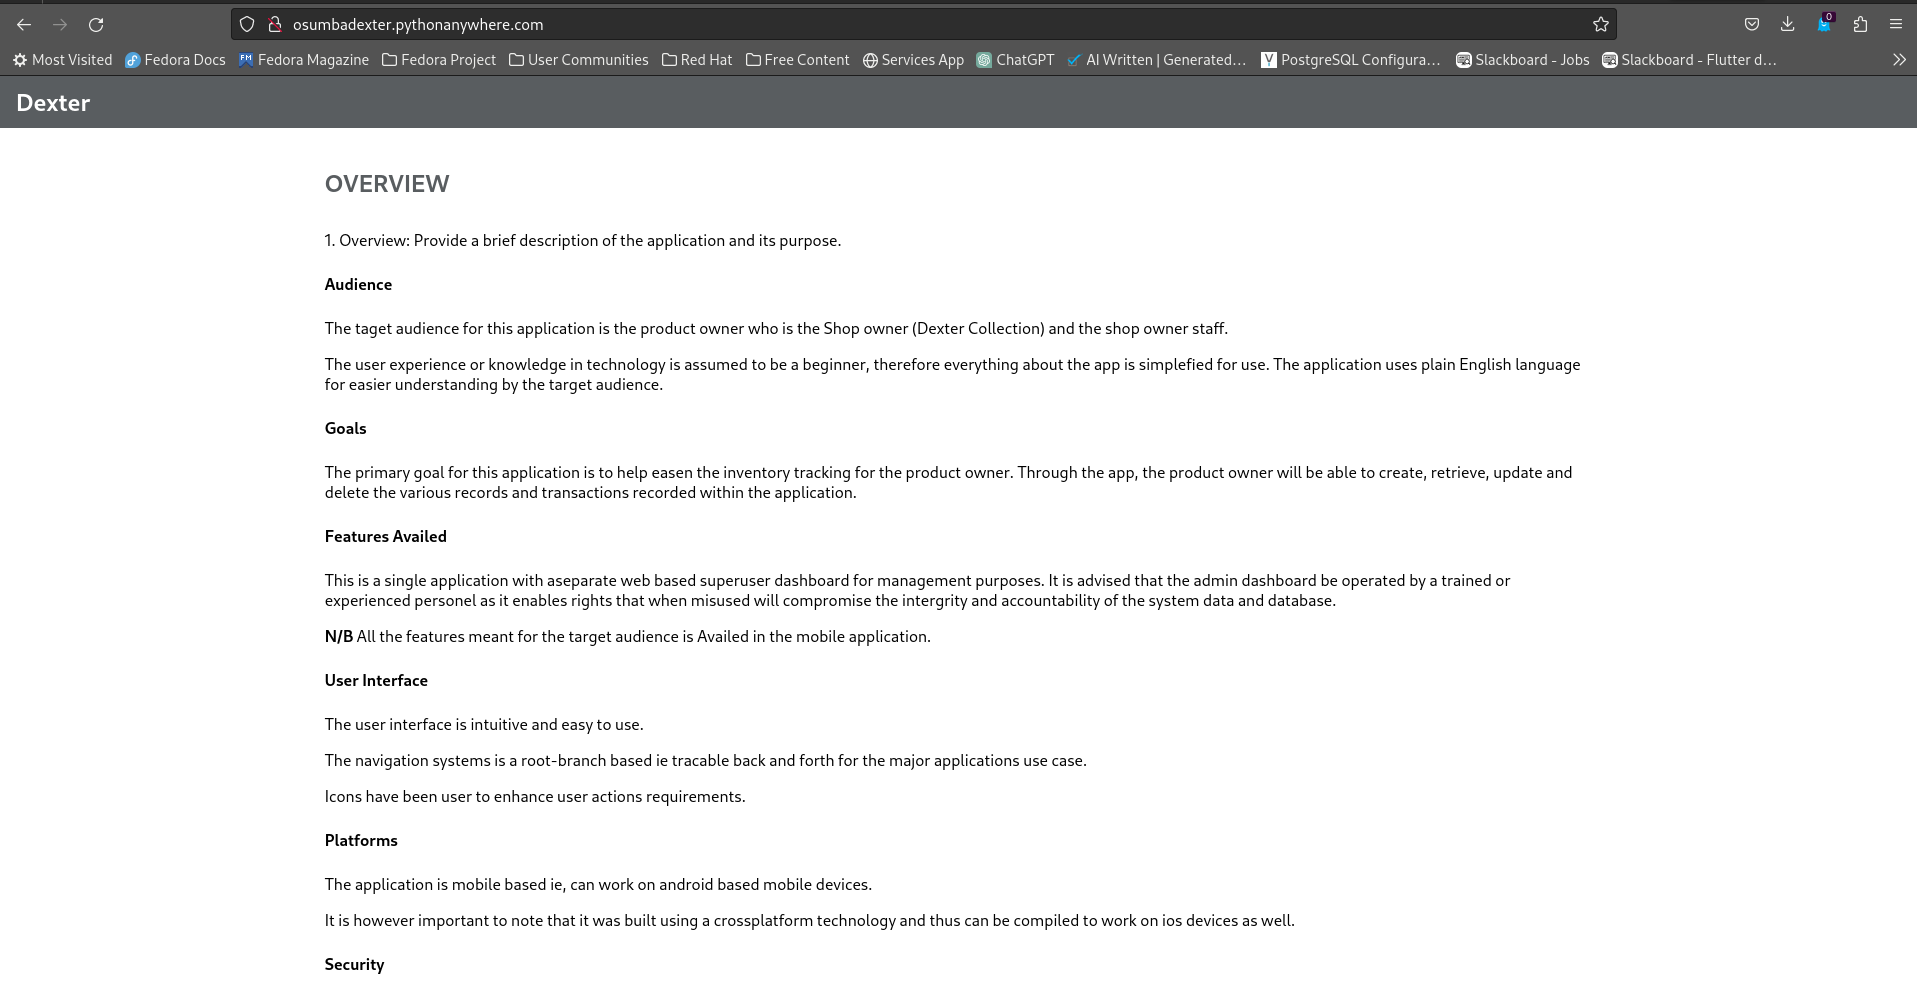 osumbadexter.pythonanywhere.com
0
Most Visited Fedora Docs Fedora Magazine Fedora Project User Communities Red Hat Free Content Services App ChatGPT AI Written | Generated… PostgreSQL Configura… Slackboard - Jobs Slackboard - Flutter d…
Dexter
OVERVIEW
1. Overview: Provide a brief description of the application and its purpose.
Audience
The taget audience for this application is the product owner who is the Shop owner (Dexter Collection) and the shop owner staff.
The user experience or knowledge in technology is assumed to be a beginner, therefore everything about the app is simplefied for use. The application uses plain English language
for easier understanding by the target audience.
Goals
The primary goal for this application is to help easen the inventory tracking for the product owner. Through the app, the product owner will be able to create, retrieve, update and
delete the various records and transactions recorded within the application.
Features Availed
This is a single application with aseparate web based superuser dashboard for management purposes. It is advised that the admin dashboard be operated by a trained or
experienced personel as it enables rights that when misused will compromise the intergrity and accountability of the system data and database.
N/B All the features meant for the target audience is Availed in the mobile application.
User Interface
The user interface is intuitive and easy to use.
The navigation systems is a root-branch based ie tracable back and forth for the major applications use case.
Icons have been user to enhance user actions requirements.
Platforms
The application is mobile based ie, can work on android based mobile devices.
It is however important to note that it was built using a crossplatform technology and thus can be compiled to work on ios devices as well.
Security